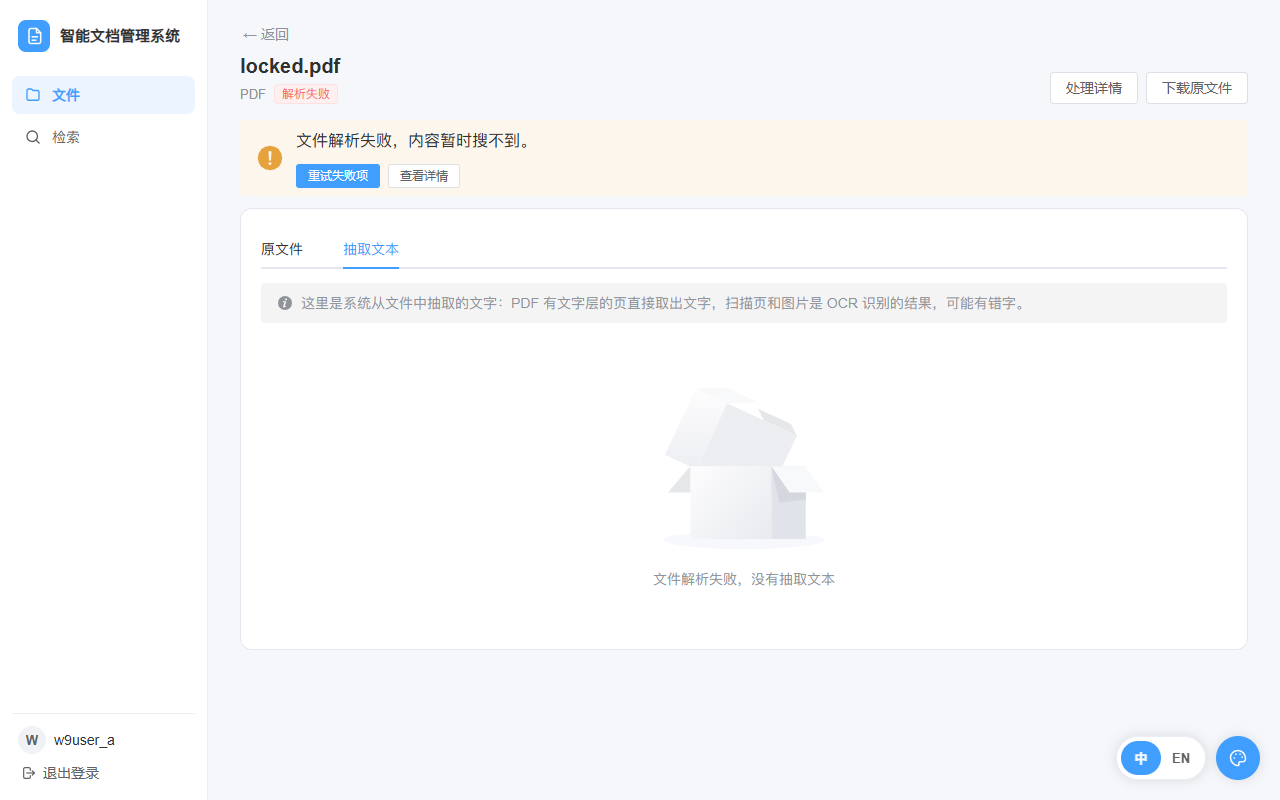 智能文档管理系统
文件
检索
返回
locked.pdf
PDF 解析失败
处理详情 下载原文件
文件解析失败，内容暂时搜不到。
重试失败项 查看详情
原文件 抽取文本
这里是系统从文件中抽取的文字：PDF 有文字层的页直接取出文字，扫描页和图片是 OCR 识别的结果，可能有错字。
文件解析失败，没有抽取文本
W w9user_a
退出登录
中 EN